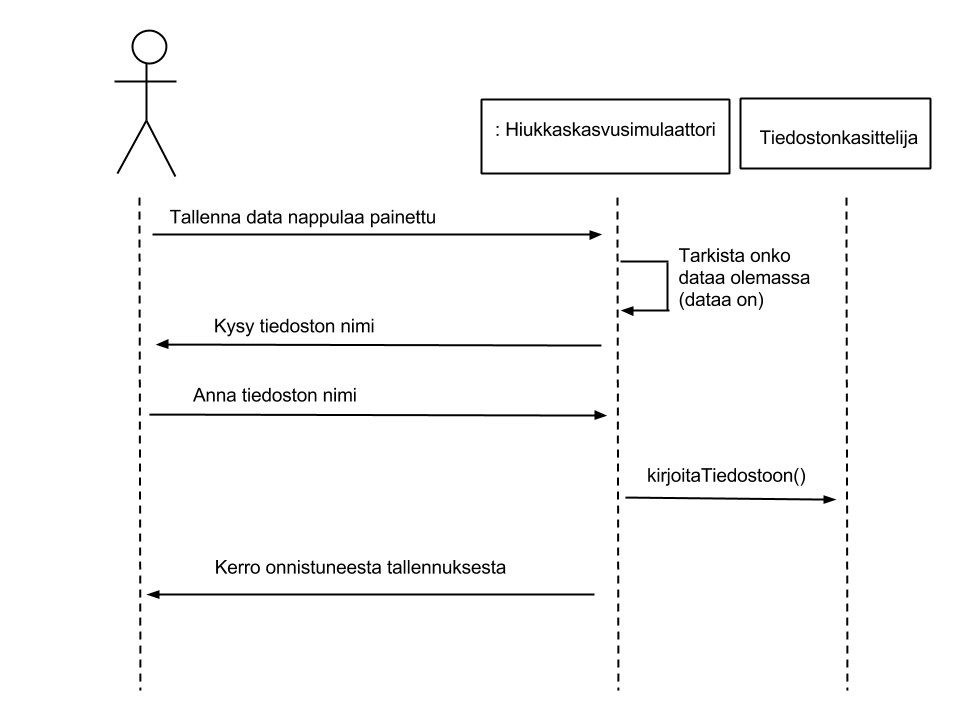 : Hiukkaskasvusimulaattori
Tiedostonkasittelija
Tallenna data nappulaa painettu
Tarkista onko
dataa olemassa
(dataa on)
Kysy tiedoston nimi
Anna tiedoston nimi
kirjoitaTiedostoon()
Kerro onnistuneesta tallennuksesta